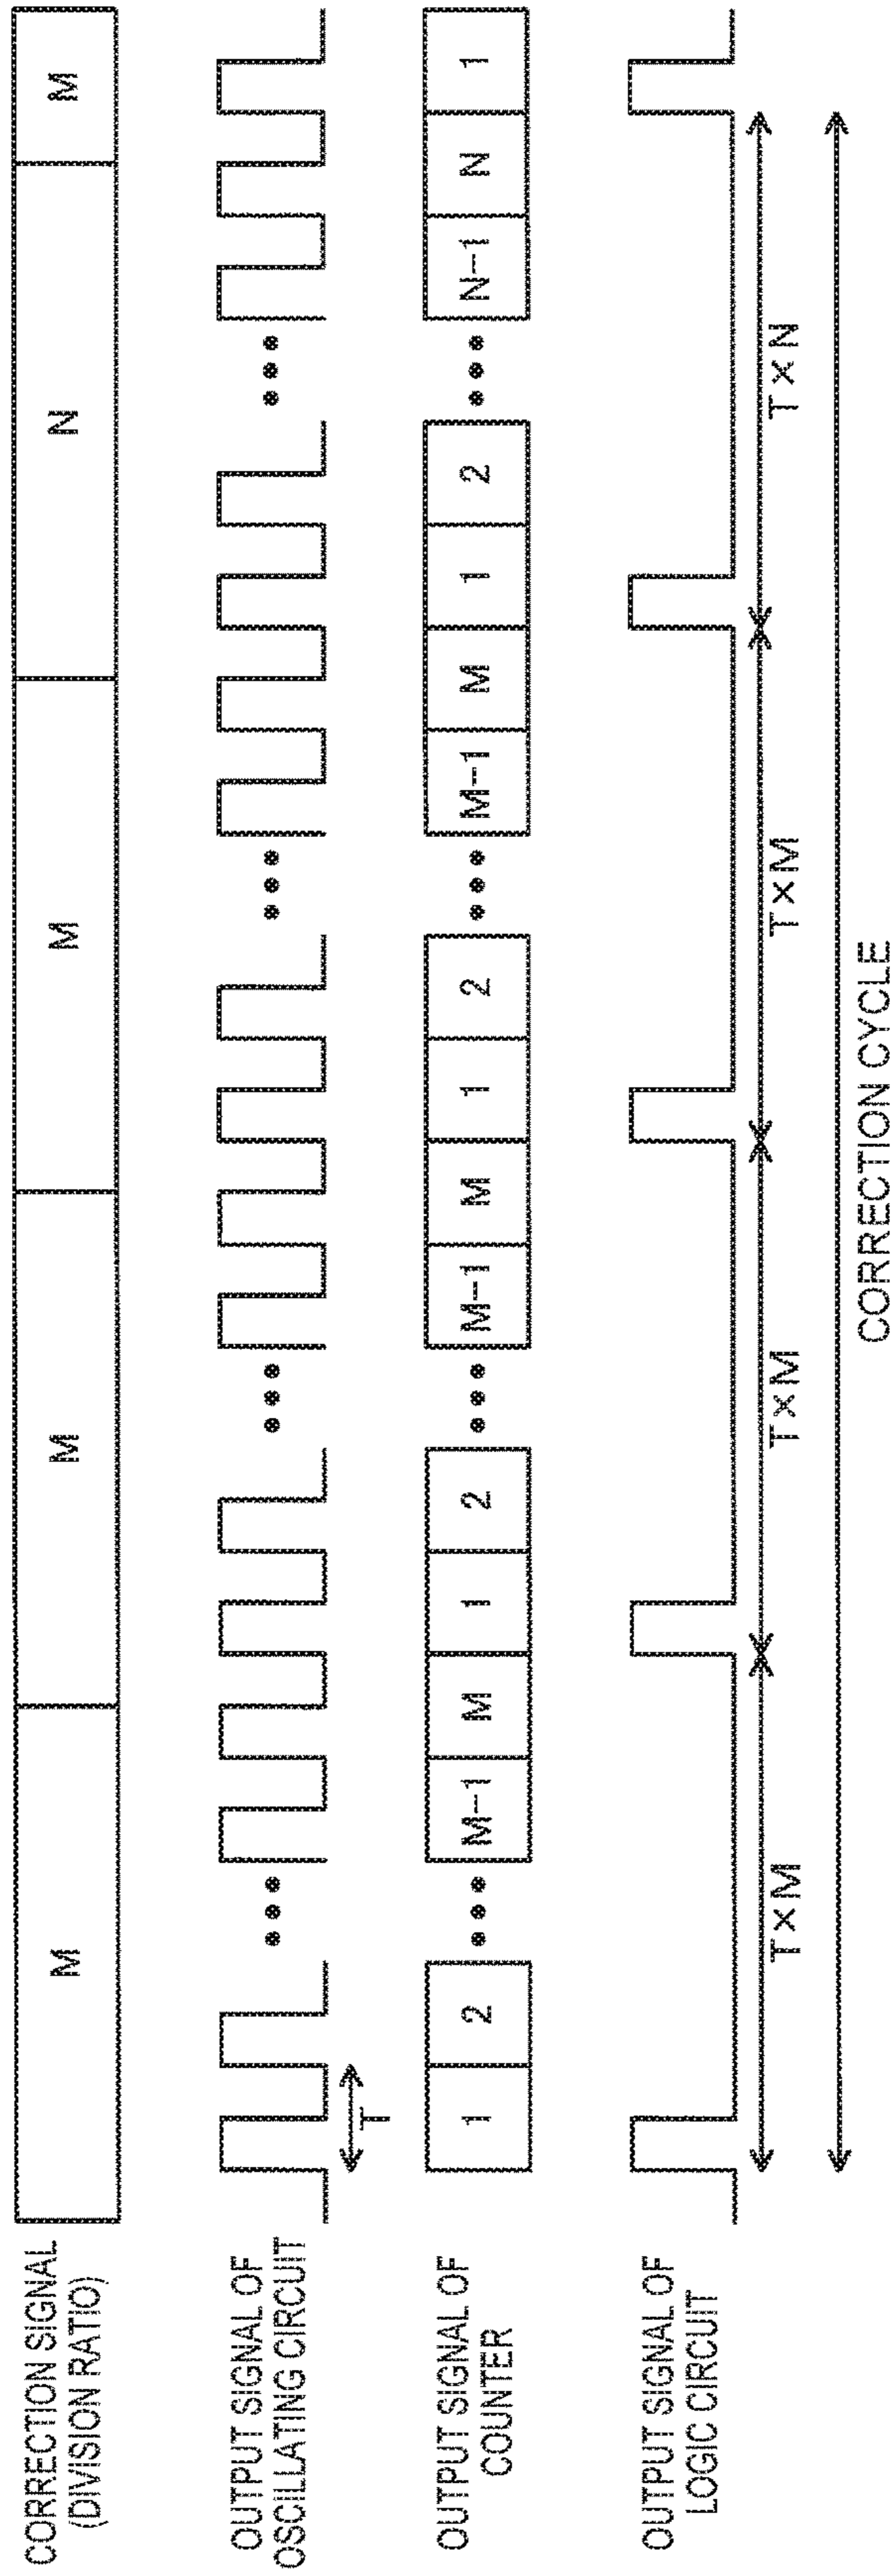 CORRECTION SIGNAL
(DIVISION RATIO)
M
M
M
N
M
OUTPUT SIGNAL OF
OSCILLATING CIRCUIT
T
OUTPUT SIGNAL OF
COUNTER
1
2
M-1
M
1
2
M-1
M
1
2
M-1
M
1
2
N-1
N
1
OUTPUT SIGNAL OF
LOGIC CIRCUIT
T×M
T×M
T×M
T×N
CORRECTION CYCLE